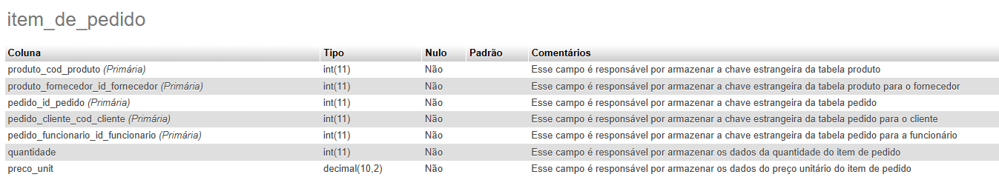 item_de_pedido
Coluna Tipo Nulo Padrão Comentários
produto_cod_produto (Primária) int(11) Não Esse campo é responsável por armazenar a chave estrangeira da tabela produto
produto_fornecedor_id_fornecedor (Primária) int(11) Não Esse campo é responsável por armazenar a chave estrangeira da tabela produto para o fornecedor
pedido_id_pedido (Primária) int(11) Não Esse campo é responsável por armazenar a chave estrangeira da tabela pedido
pedido_cliente_cod_cliente (Primária) int(11) Não Esse campo é responsável por armazenar a chave estrangeira da tabela pedido para o cliente
pedido_funcionario_id_funcionario (Primária) int(11) Não Esse campo é responsável por armazenar a chave estrangeira da tabela pedido para a funcionário
quantidade int(11) Não Esse campo é responsável por armazenar os dados da quantidade do item de pedido
preco_unit decimal(10,2) Não Esse campo é responsável por armazenar os dados do preço unitário do item de pedido